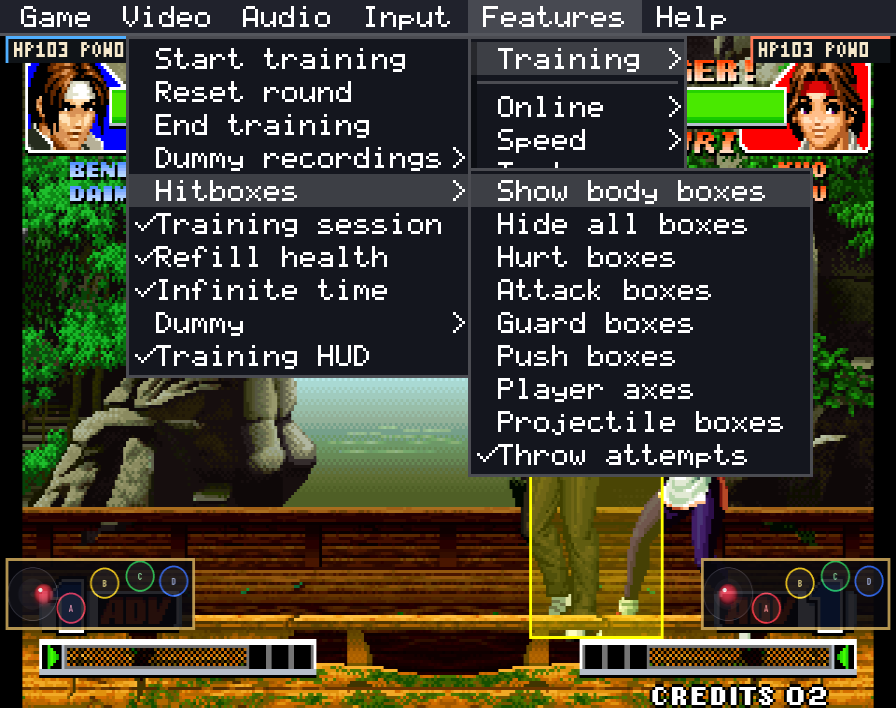 Game Video Audio Input Features Help
HP103 POW0
HP103 POW0
Start training
Reset round
End training
Dummy recordings >
Hitboxes >
✓Training session
✓Refill health
✓Infinite time
Dummy >
✓Training HUD
Training >
Online >
Speed >
Show body boxes
Hide all boxes
Hurt boxes
Attack boxes
Guard boxes
Push boxes
Player axes
Projectile boxes
✓Throw attempts
A B C D
ADV
A B C D
CREDITS 02